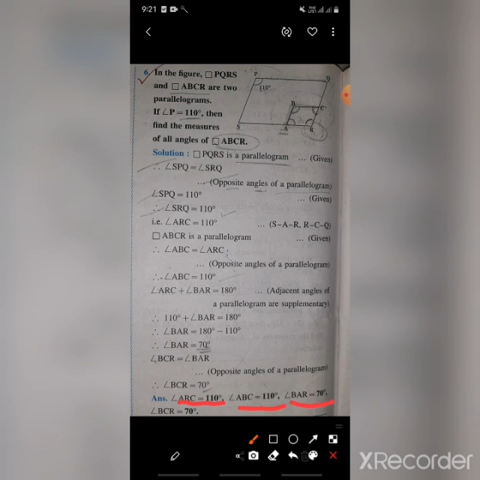 9:21
6. In the figure, □ PQRS
and □ ABCR are two
parallelograms.
If ∠P = 110°, then
find the measures
of all angles of □ ABCR.
P
Q
110°
B
C
S
A
R
Solution : □ PQRS is a parallelogram ... (Given)
∴ ∠SPQ = ∠SRQ
... (Opposite angles of a parallelogram)
∠SPQ = 110° ... (Given)
∴ ∠SRQ = 110°
i.e. ∠ARC = 110° ... (S-A-R, R-C-Q)
□ ABCR is a parallelogram ... (Given)
∴ ∠ABC = ∠ARC
... (Opposite angles of a parallelogram)
∴ ∠ABC = 110°
∠ARC + ∠BAR = 180° ... (Adjacent angles of
a parallelogram are supplementary)
∴ 110° + ∠BAR = 180°
∴ ∠BAR = 180° − 110°
∴ ∠BAR = 70°
∠BCR = ∠BAR
... (Opposite angles of a parallelogram)
∴ ∠BCR = 70°
Ans. ∠ARC = 110°, ∠ABC = 110°, ∠BAR = 70°,
∠BCR = 70°.
XRecorder